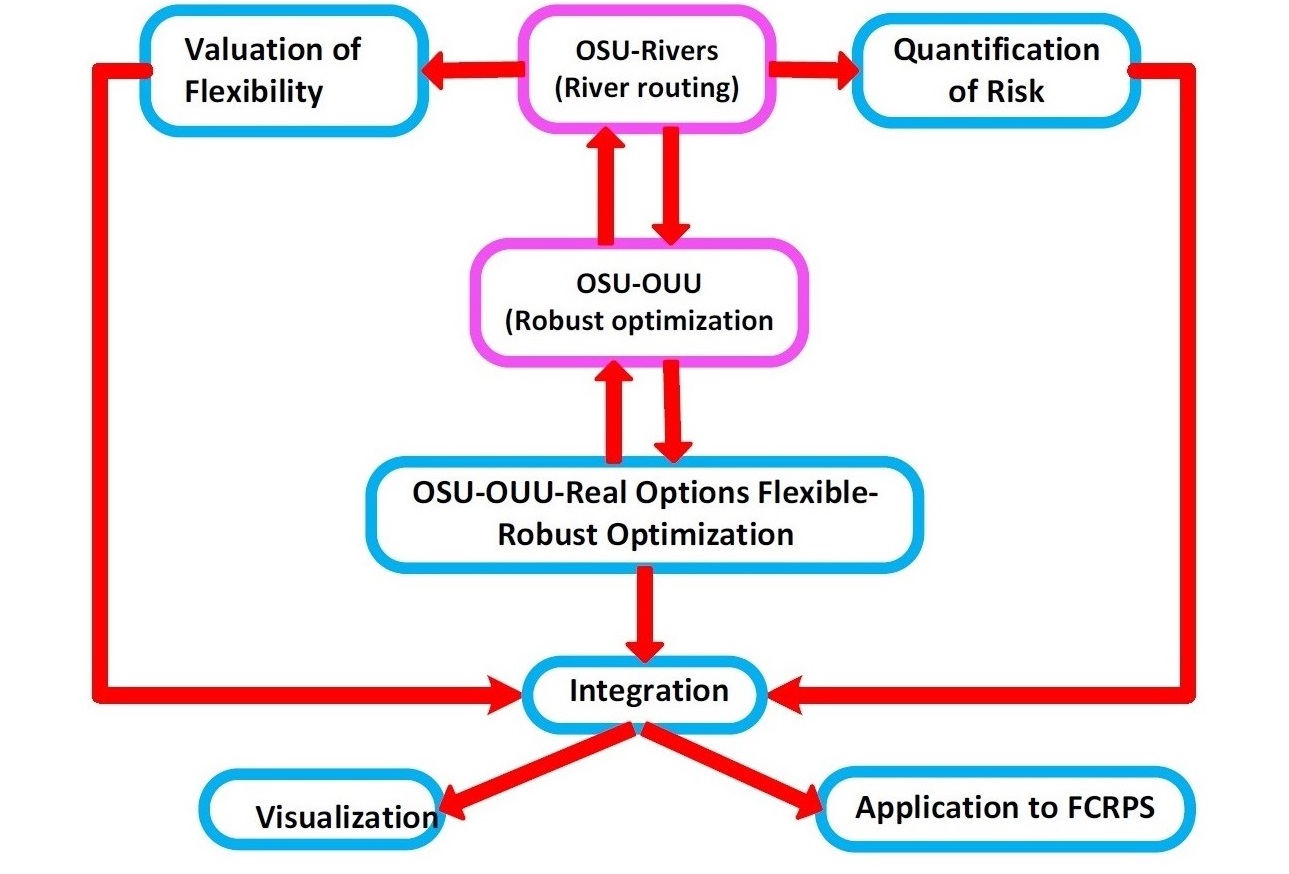 Valuation of
Flexibility
OSU-Rivers
(River routing)
Quantification
of Risk
OSU-OUU
(Robust optimization
OSU-OUU-Real Options Flexible-
Robust Optimization
Integration
Visualization
Application to FCRPS